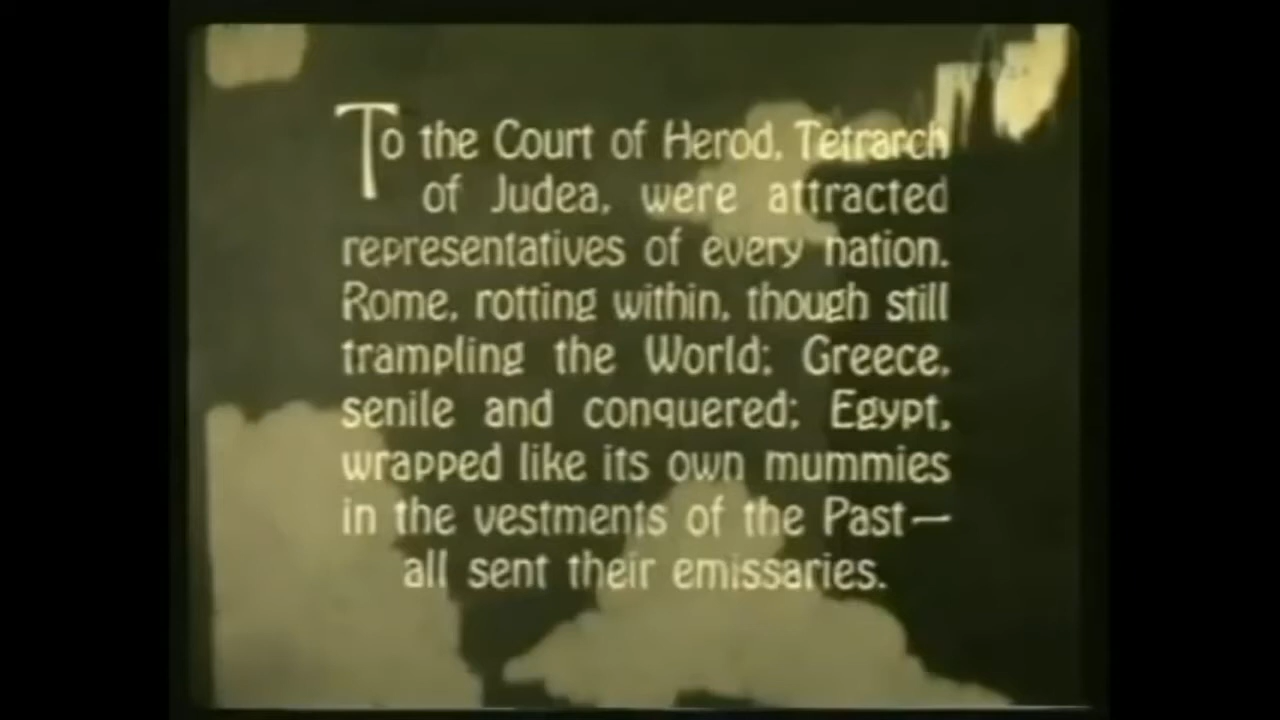 To the Court of Herod, Tetrarch
of Judea, were attracted
representatives of every nation.
Rome, rotting within, though still
trampling the World; Greece,
senile and conquered; Egypt,
wrapped like its own mummies
in the vestments of the Past—
all sent their emissaries.